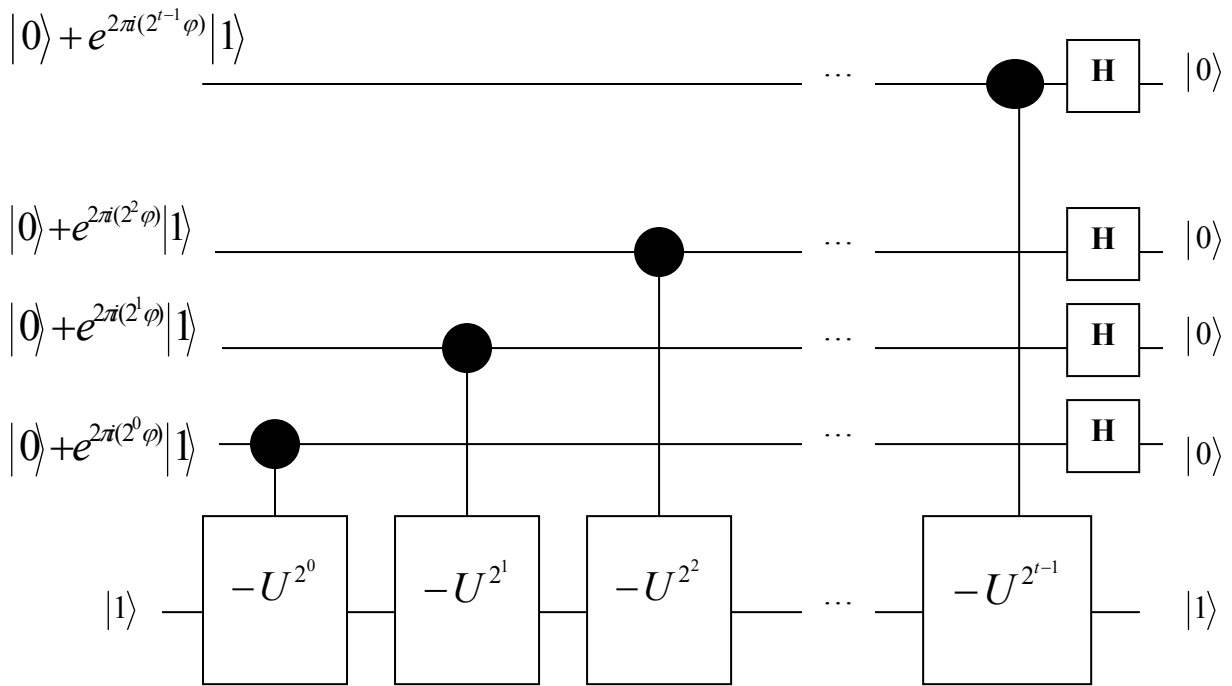 |0⟩ + e^{2πi(2^{t−1}φ)}|1⟩ ... H |0⟩
|0⟩ + e^{2πi(2^2φ)}|1⟩ ... H |0⟩
|0⟩ + e^{2πi(2^1φ)}|1⟩ ... H |0⟩
|0⟩ + e^{2πi(2^0φ)}|1⟩ ... H |0⟩
|1⟩ −U^{2^0} −U^{2^1} −U^{2^2} ... −U^{2^{t−1}} |1⟩